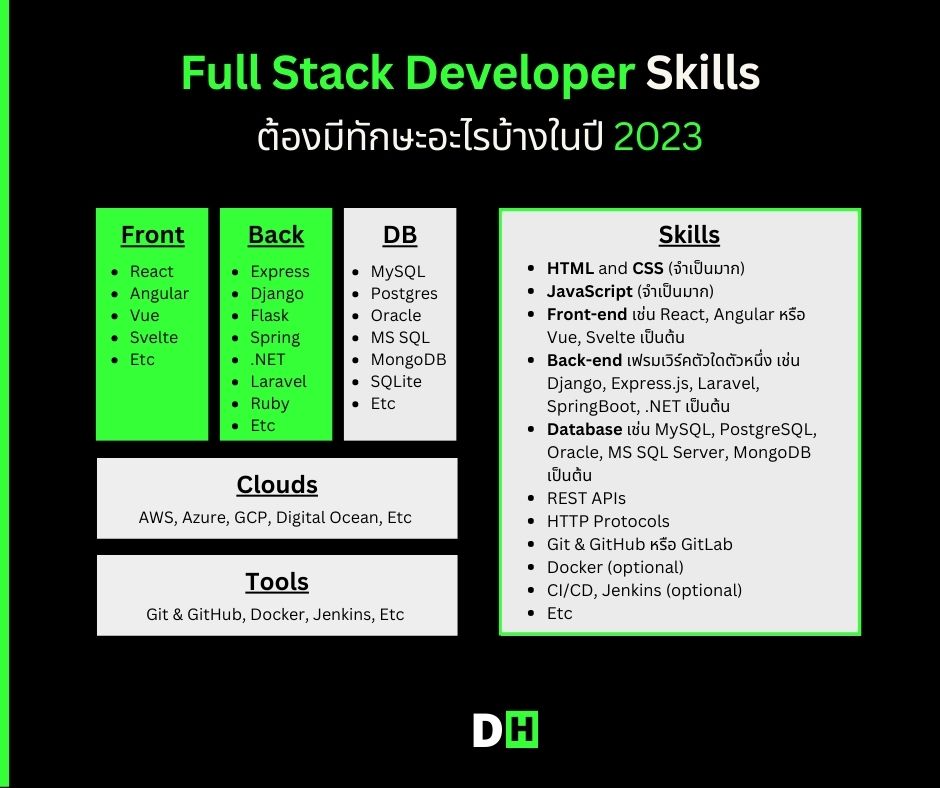 Full Stack Developer Skills
ต้องมีทักษะอะไรบ้างในปี 2023
Front
• React
• Angular
• Vue
• Svelte
• Etc
Back
• Express
• Django
• Flask
• Spring
• .NET
• Laravel
• Ruby
• Etc
DB
• MySQL
• Postgres
• Oracle
• MS SQL
• MongoDB
• SQLite
• Etc
Clouds
AWS, Azure, GCP, Digital Ocean, Etc
Tools
Git & GitHub, Docker, Jenkins, Etc
Skills
• HTML and CSS (จำเป็นมาก)
• JavaScript (จำเป็นมาก)
• Front-end เช่น React, Angular หรือ
Vue, Svelte เป็นต้น
• Back-end เฟรมเวิร์คตัวใดตัวหนึ่ง เช่น
Django, Express.js, Laravel,
SpringBoot, .NET เป็นต้น
• Database เช่น MySQL, PostgreSQL,
Oracle, MS SQL Server, MongoDB
เป็นต้น
• REST APIs
• HTTP Protocols
• Git & GitHub หรือ GitLab
• Docker (optional)
• CI/CD, Jenkins (optional)
• Etc
DH